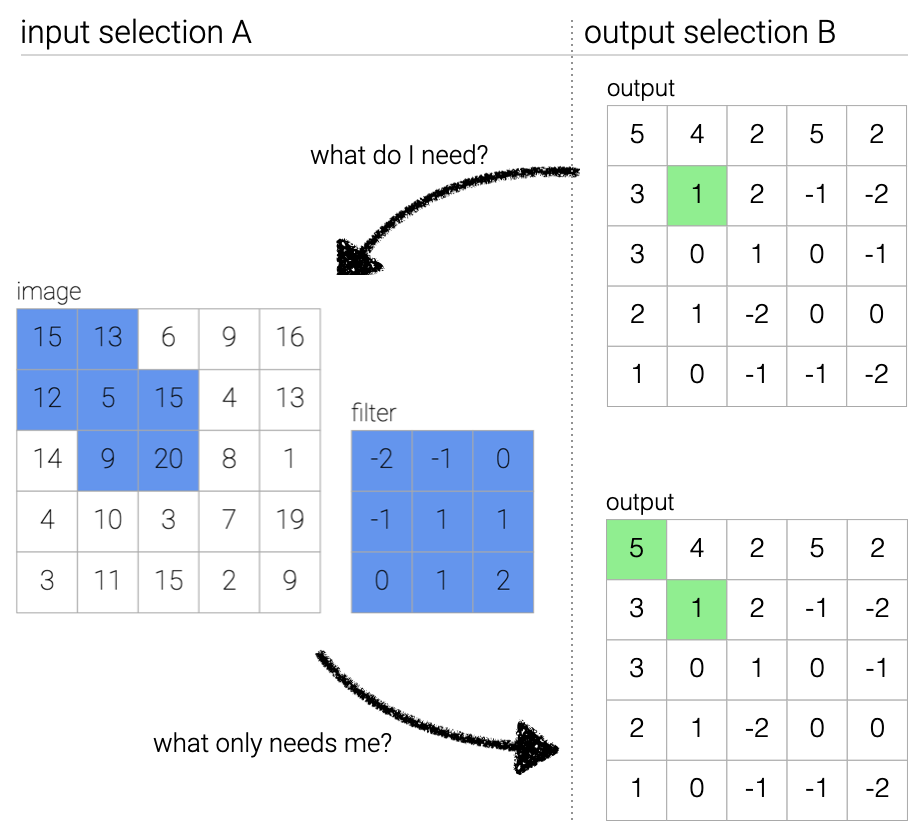 input selection A
output selection B
output
5 4 2 5 2
3 1 2 -1 -2
3 0 1 0 -1
2 1 -2 0 0
1 0 -1 -1 -2
what do I need?
image
15 13 6 9 16
12 5 15 4 13
14 9 20 8 1
4 10 3 7 19
3 11 15 2 9
filter
-2 -1 0
-1 1 1
0 1 2
what only needs me?
output
5 4 2 5 2
3 1 2 -1 -2
3 0 1 0 -1
2 1 -2 0 0
1 0 -1 -1 -2